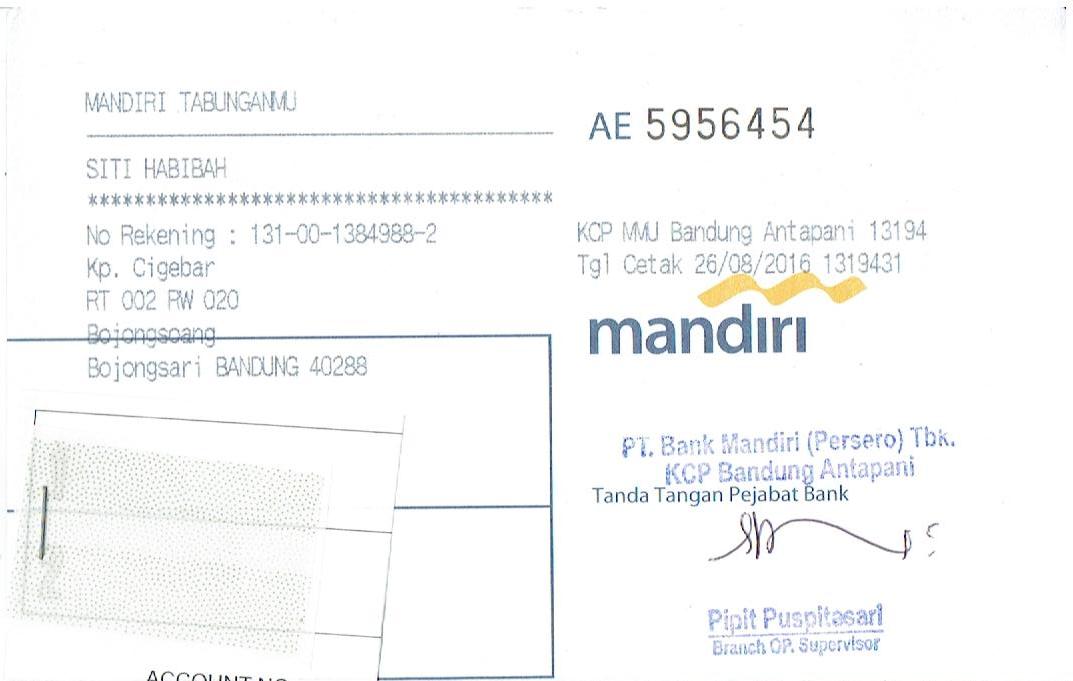 MANDIRI TABUNGANMU
SITI HABIBAH
****************************************
No Rekening : 131-00-1384988-2
Kp. Cigebar
RT 002 RW 020
Bojongsoang
Bojongsari BANDUNG 40288
ACCOUNT NO
AE 5956454
KCP MMU Bandung Antapani 13194
Tgl Cetak 26/08/2016 1319431
mandiri
PT. Bank Mandiri (Persero) Tbk.
KCP Bandung Antapani
Tanda Tangan Pejabat Bank
Pipit Puspitasari
Branch OP. Supervisor